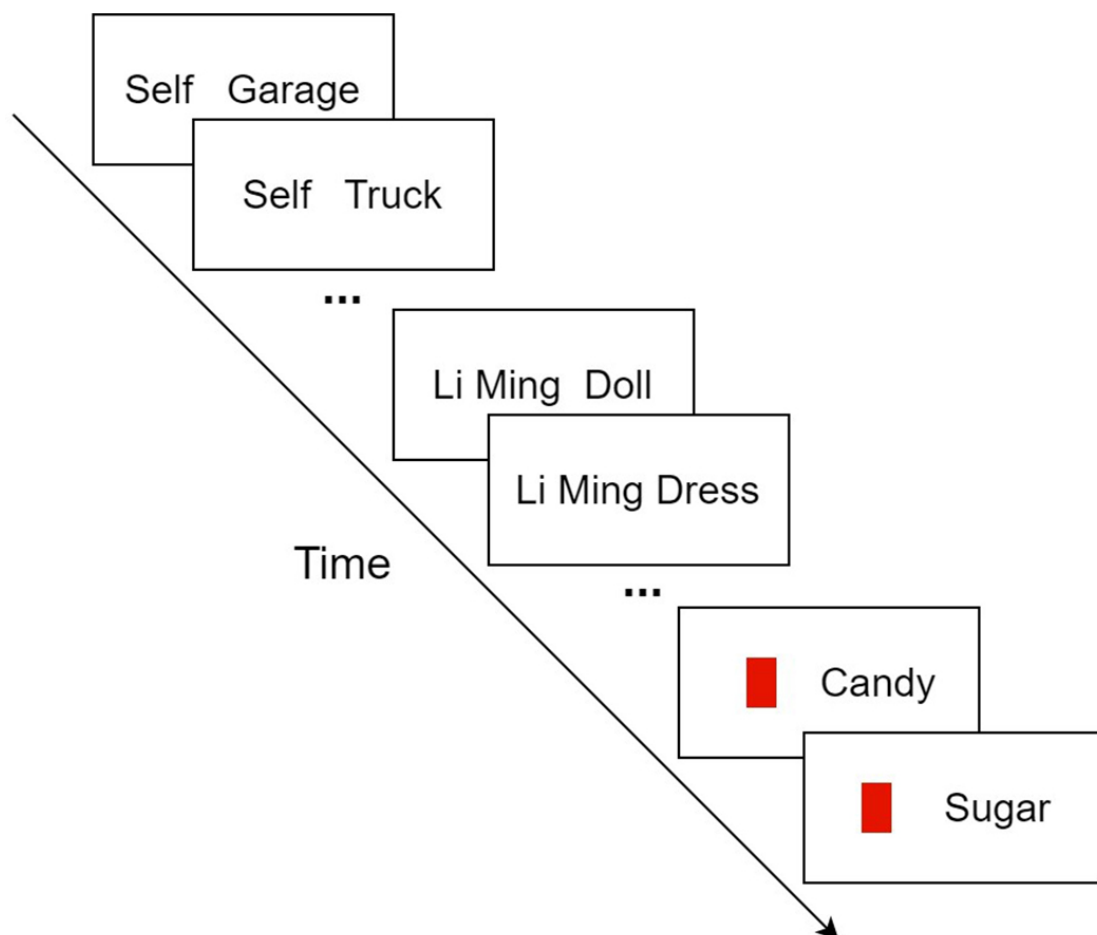 Self Garage
Self Truck
...
Li Ming Doll
Li Ming Dress
Time
...
Candy
Sugar